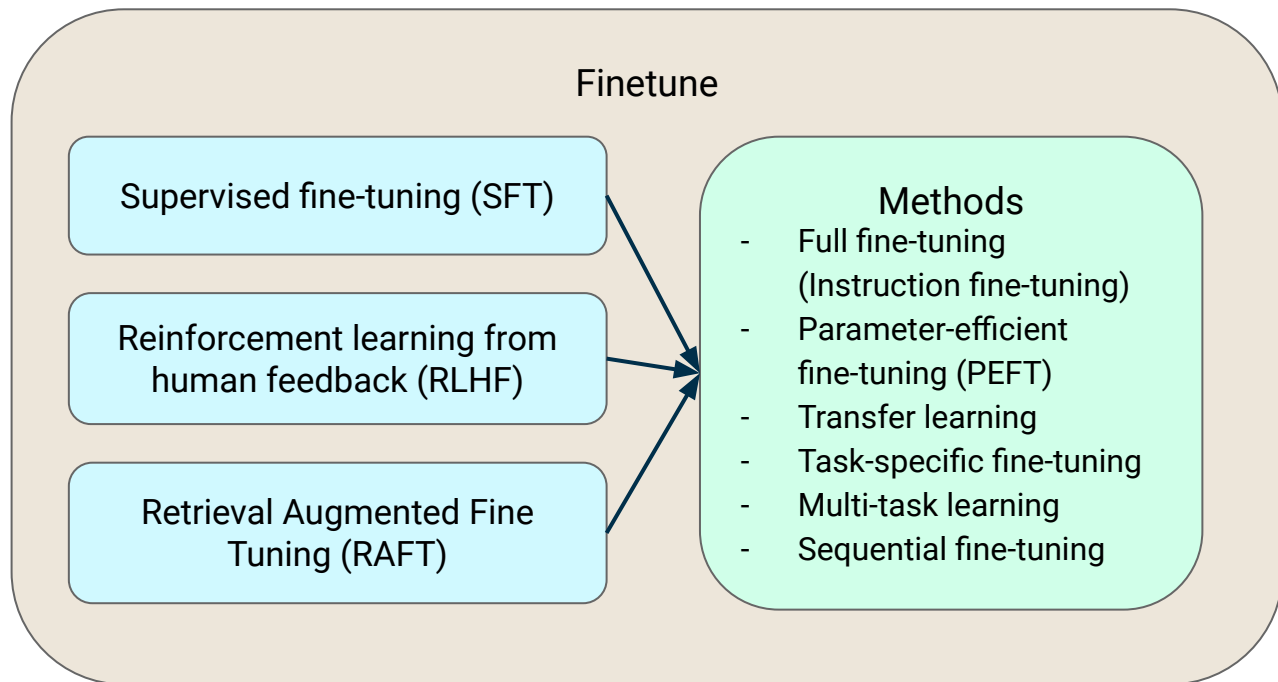 Finetune
Supervised fine-tuning (SFT)
Reinforcement learning from
human feedback (RLHF)
Retrieval Augmented Fine
Tuning (RAFT)
Methods
- Full fine-tuning
(Instruction fine-tuning)
- Parameter-efficient
fine-tuning (PEFT)
- Transfer learning
- Task-specific fine-tuning
- Multi-task learning
- Sequential fine-tuning